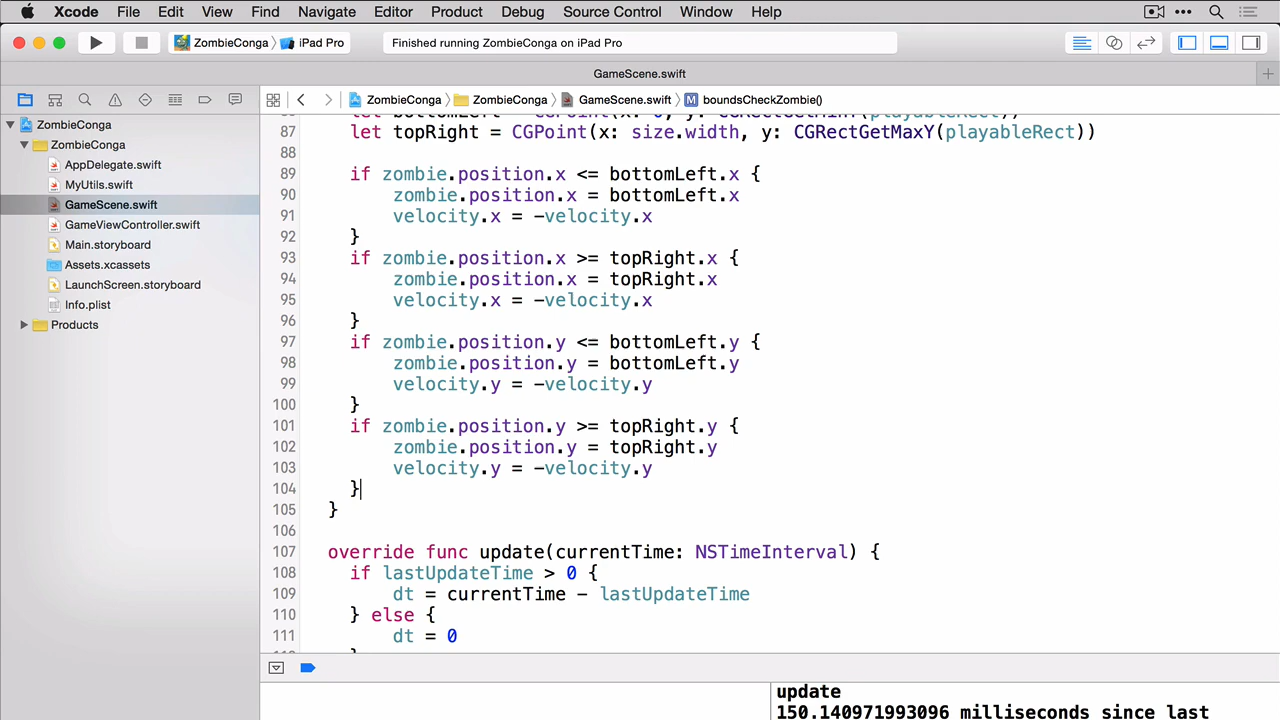 Xcode File Edit View Find Navigate Editor Product Debug Source Control Window Help
ZombieConga iPad Pro Finished running ZombieConga on iPad Pro
GameScene.swift
ZombieConga ZombieConga GameScene.swift M boundsCheckZombie()
ZombieConga
ZombieConga
AppDelegate.swift
MyUtils.swift
GameScene.swift
GameViewController.swift
Main.storyboard
Assets.xcassets
LaunchScreen.storyboard
Info.plist
Products
let bottomLeft = CGPoint(x: 0, y: CGRectGetMinY(playableRect))
87 let topRight = CGPoint(x: size.width, y: CGRectGetMaxY(playableRect))
88
89 if zombie.position.x <= bottomLeft.x {
90 zombie.position.x = bottomLeft.x
91 velocity.x = -velocity.x
92 }
93 if zombie.position.x >= topRight.x {
94 zombie.position.x = topRight.x
95 velocity.x = -velocity.x
96 }
97 if zombie.position.y <= bottomLeft.y {
98 zombie.position.y = bottomLeft.y
99 velocity.y = -velocity.y
100 }
101 if zombie.position.y >= topRight.y {
102 zombie.position.y = topRight.y
103 velocity.y = -velocity.y
104 }
105 }
106
107 override func update(currentTime: NSTimeInterval) {
108 if lastUpdateTime > 0 {
109 dt = currentTime - lastUpdateTime
110 } else {
111 dt = 0
update
150.140971993096 milliseconds since last